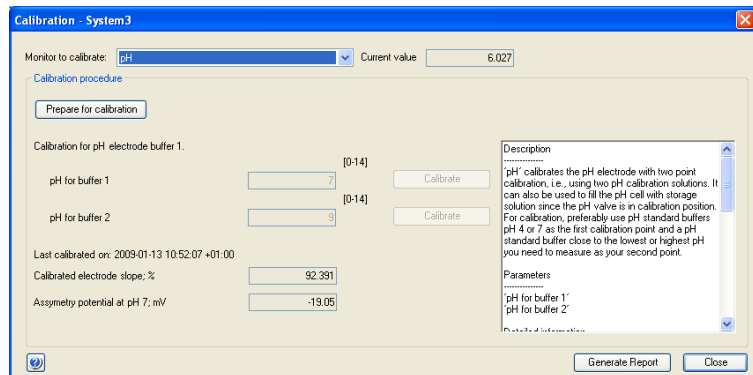 Calibration - System3
Monitor to calibrate: pH Current value 6.027
Calibration procedure
Prepare for calibration
Calibration for pH electrode buffer 1.
[0-14]
pH for buffer 1 7 Calibrate
[0-14]
pH for buffer 2 9 Calibrate
Last calibrated on: 2009-01-13 10:52:07 +01:00
Calibrated electrode slope; % 92.391
Assymetry potential at pH 7; mV -19.05
Description
---------------
'pH' calibrates the pH electrode with two point
calibration, i.e., using two pH calibration solutions. It
can also be used to fill the pH cell with storage
solution since the pH valve is in calibration position.
For calibration, preferably use pH standard buffers
pH 4 or 7 as the first calibration point and a pH
standard buffer close to the lowest or highest pH
you need to measure as your second point.
Parameters
---------------
'pH for buffer 1'
'pH for buffer 2'
Detailed information
Generate Report Close